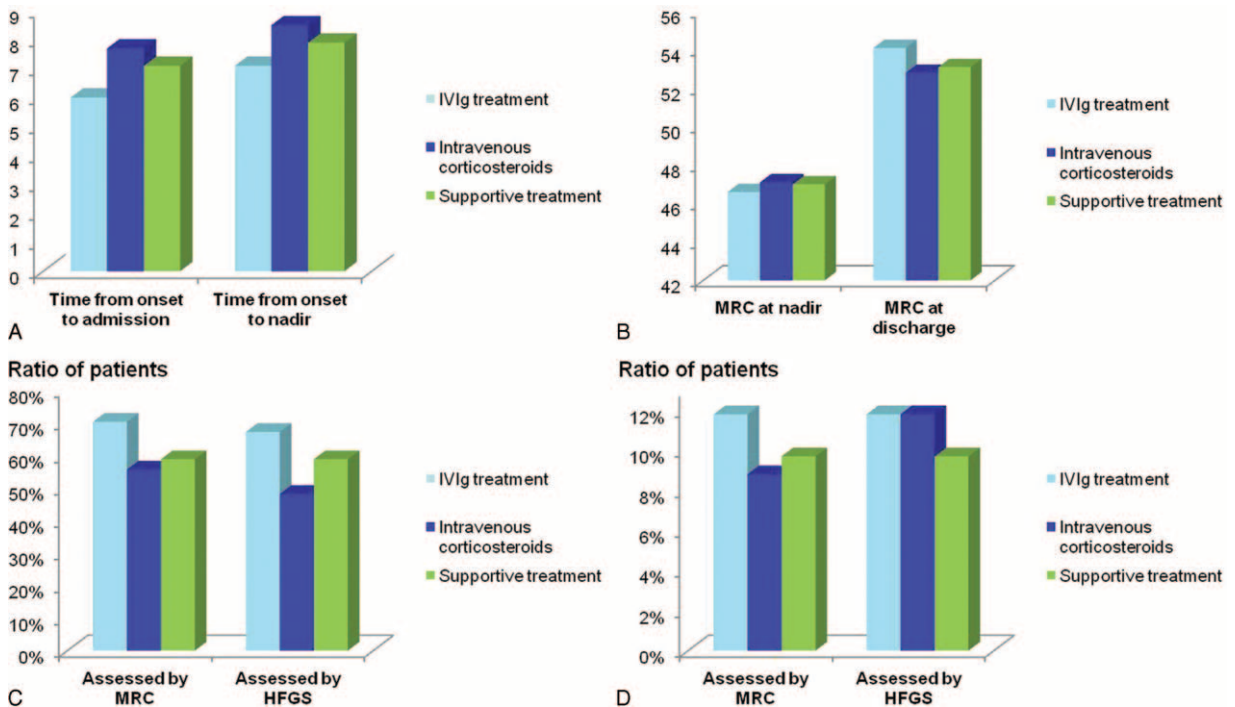 9
8
7
6
5
4
3
2
1
0
Time from onset
to admission
Time from onset
to nadir
IVIg treatment
Intravenous
corticosteroids
Supportive treatment
A
56
54
52
50
48
46
44
42
MRC at nadir
MRC at
discharge
IVIg treatment
Intravenous
corticosteroids
Supportive treatment
B
Ratio of patients
80%
70%
60%
50%
40%
30%
20%
10%
0%
Assessed by
MRC
Assessed by
HFGS
IVIg treatment
Intravenous
corticosteroids
Supportive treatment
C
Ratio of patients
12%
10%
8%
6%
4%
2%
0%
Assessed by
MRC
Assessed by
HFGS
IVIg treatment
Intravenous
corticosteroids
Supportive treatment
D